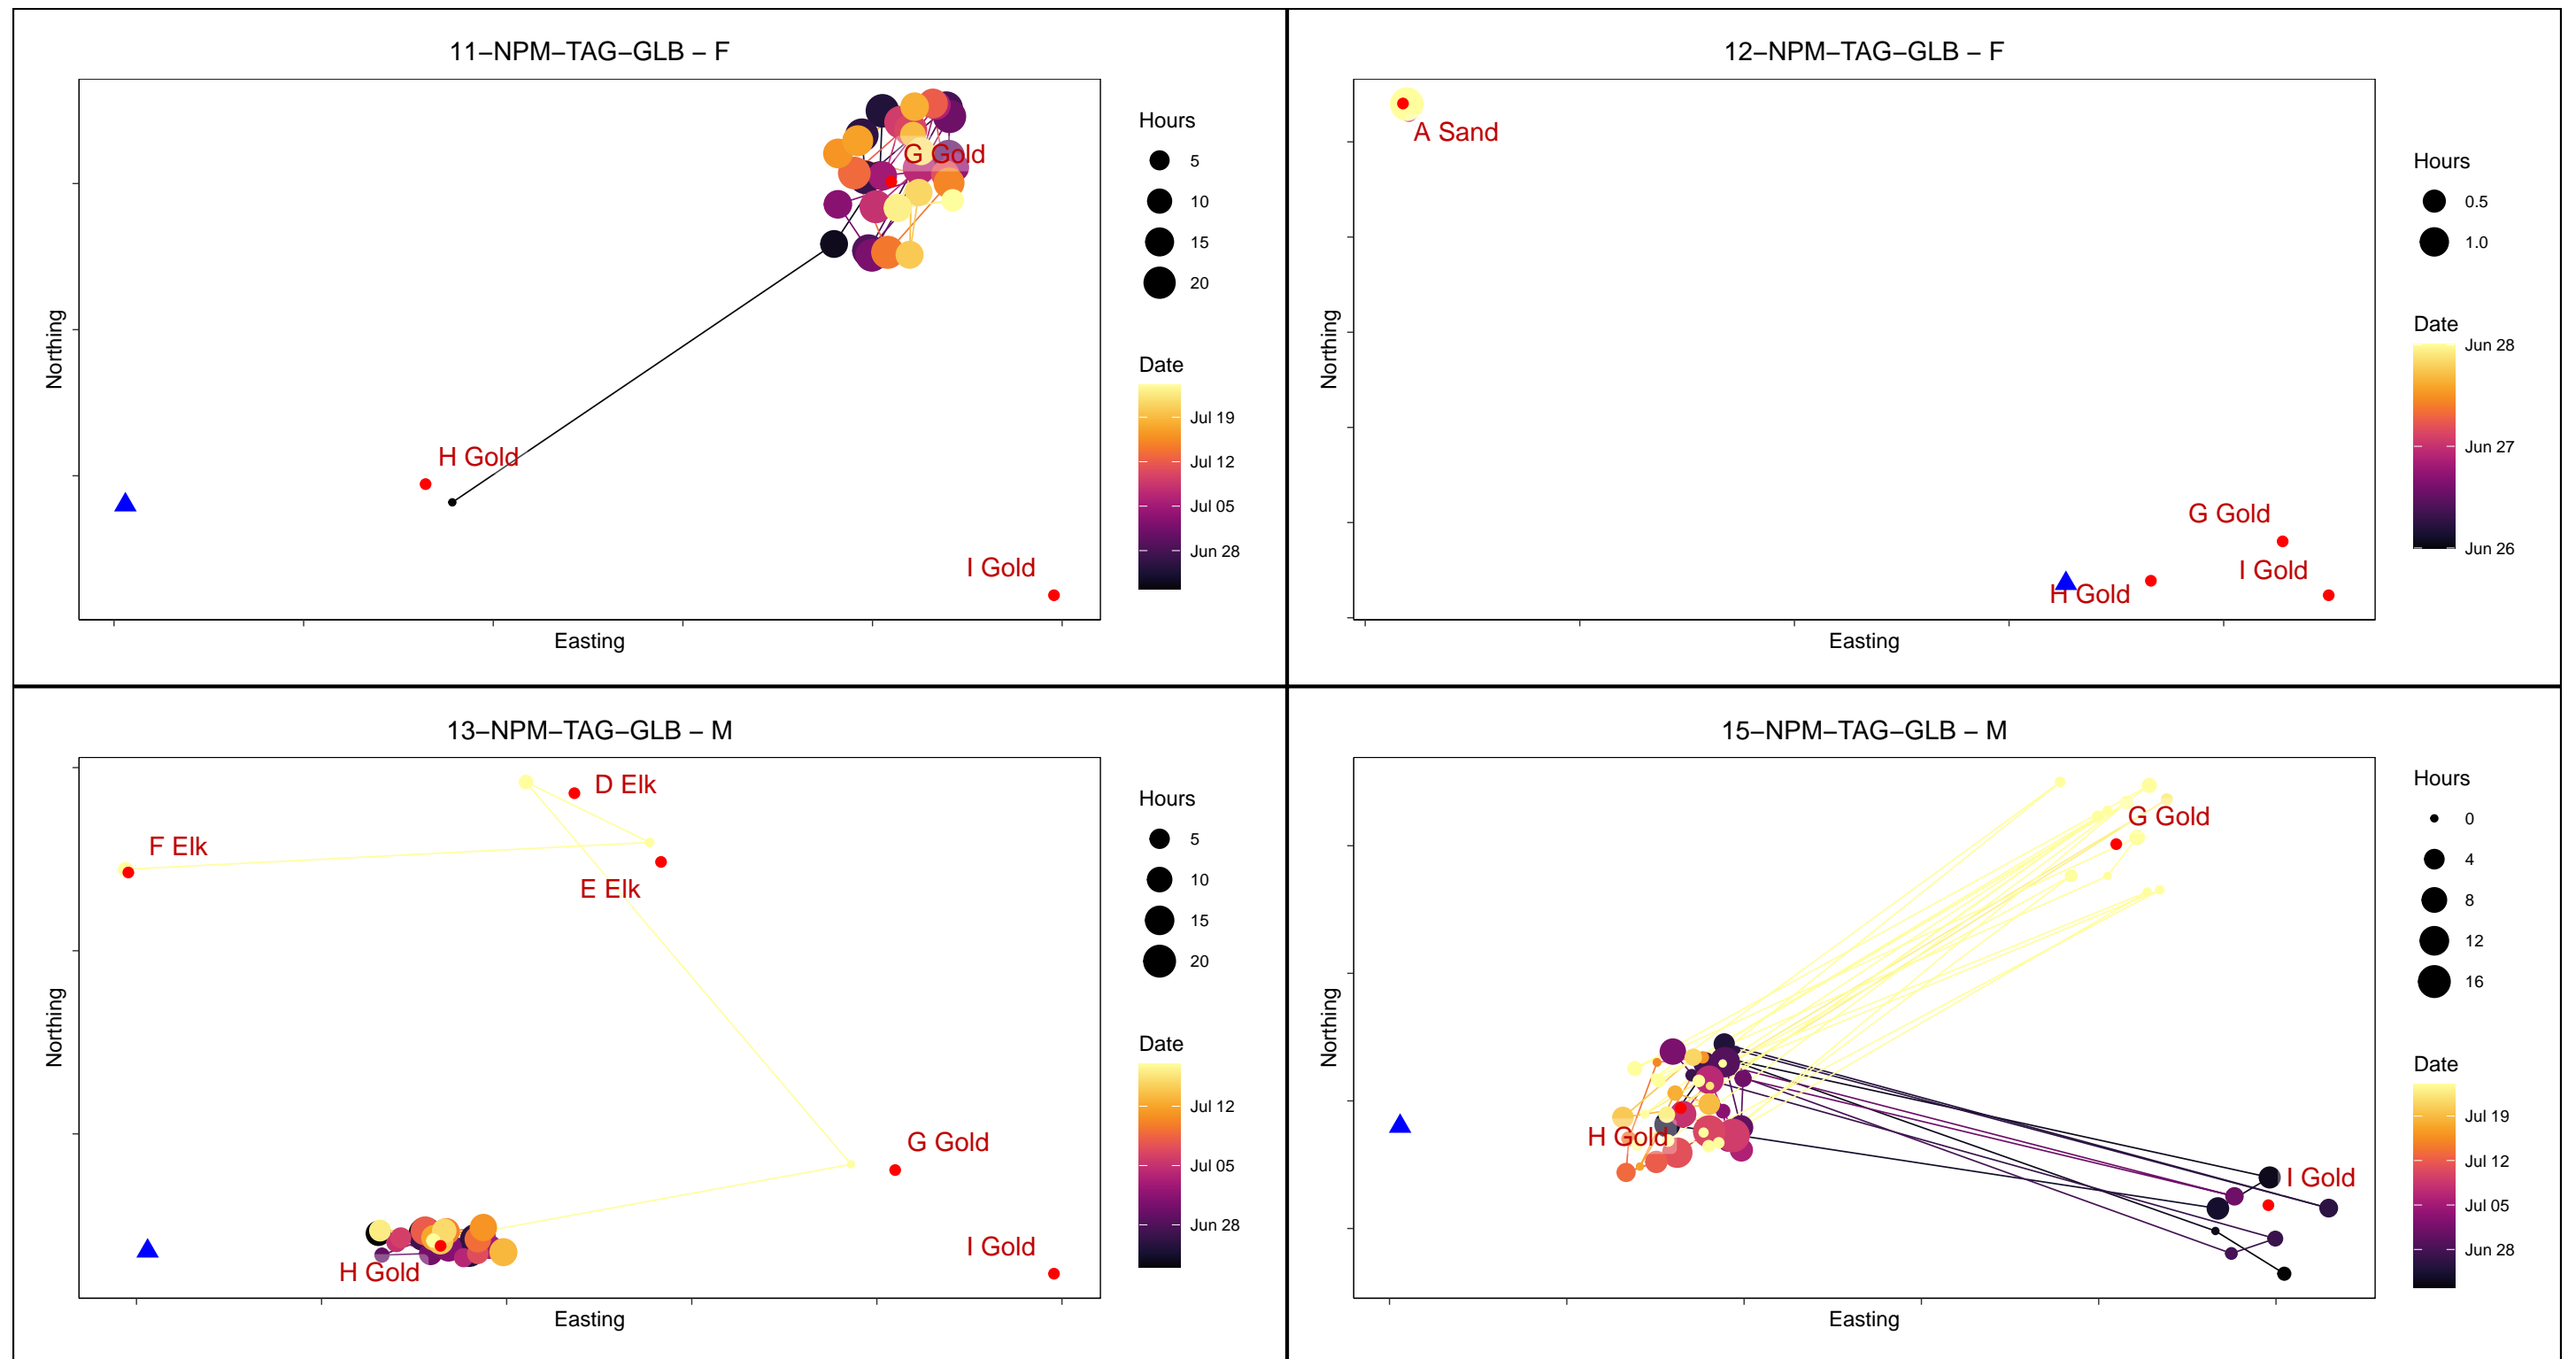 11−NPM−TAG−GLB − F
G Gold
H Gold
I Gold
Northing
Easting
Hours
5
10
15
20
Date
Jul 19
Jul 12
Jul 05
Jun 28
12−NPM−TAG−GLB − F
A Sand
G Gold
I Gold
H Gold
Northing
Easting
Hours
0.5
1.0
Date
Jun 28
Jun 27
Jun 26
13−NPM−TAG−GLB − M
D Elk
F Elk
E Elk
G Gold
I Gold
H Gold
Northing
Easting
Hours
5
10
15
20
Date
Jul 12
Jul 05
Jun 28
15−NPM−TAG−GLB − M
G Gold
H Gold
I Gold
Northing
Easting
Hours
0
4
8
12
16
Date
Jul 19
Jul 12
Jul 05
Jun 28